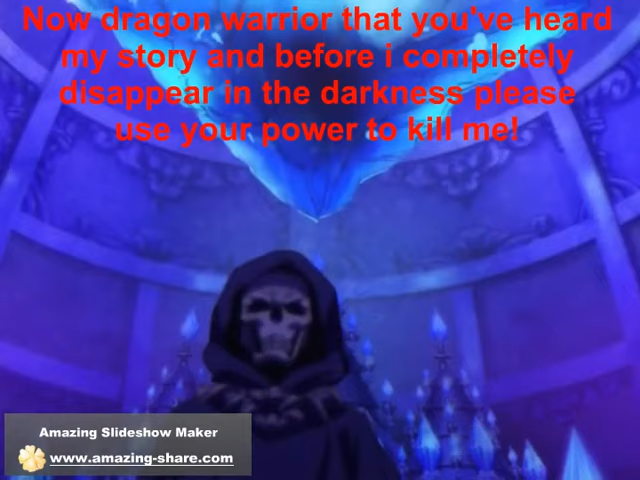 Now dragon warrior that you've heard
my story and before i completely
disappear in the darkness please
use your power to kill me!
Amazing Slideshow Maker
www.amazing-share.com